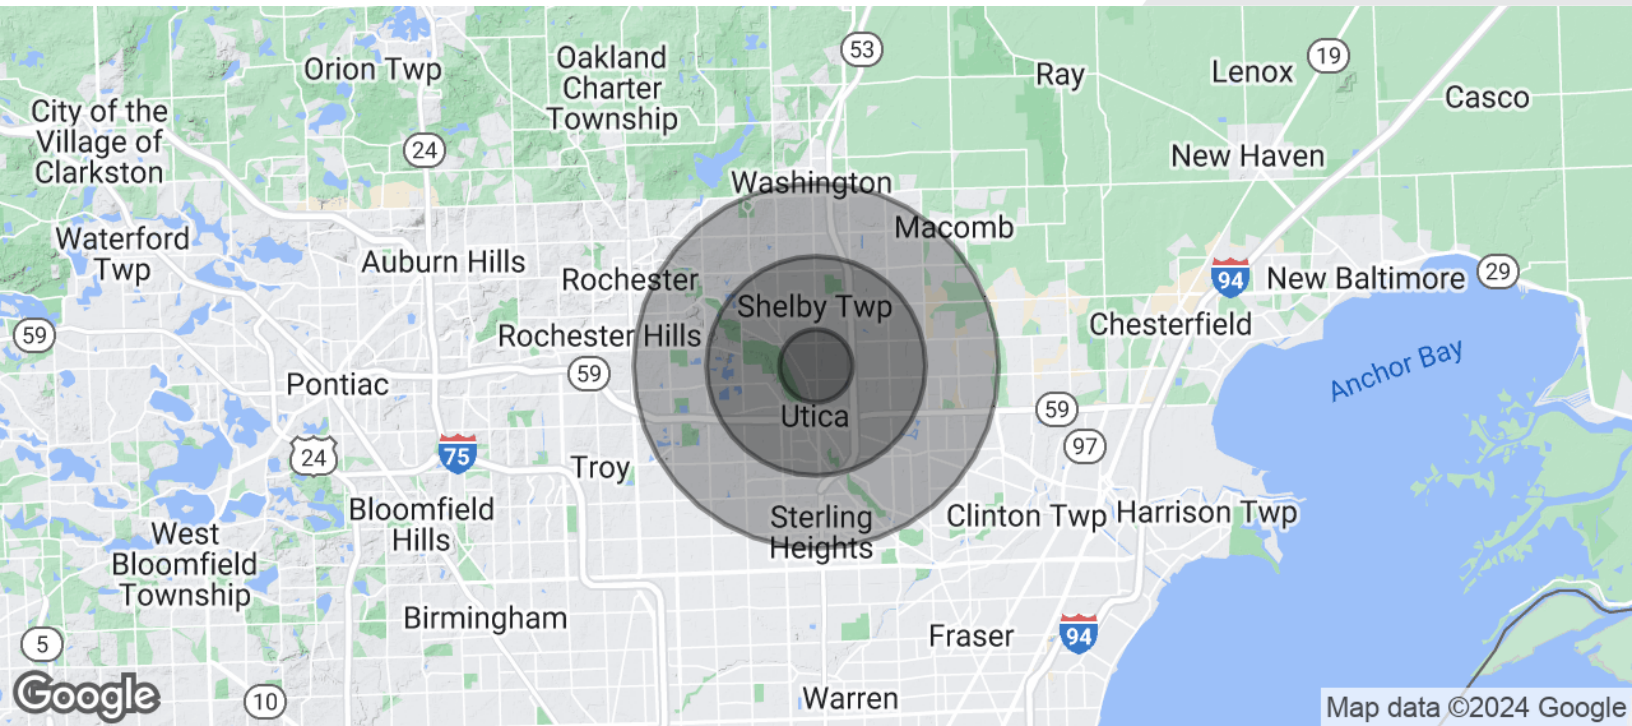 53
19
Oakland
Charter
Township
Orion Twp
Ray
Lenox
Casco
City of the
Village of
Clarkston
24
New Haven
Washington
Macomb
Waterford
Twp
Auburn Hills
Rochester
94
New Baltimore
29
Shelby Twp
Chesterfield
59
Rochester Hills
59
Pontiac
Anchor Bay
Utica
59
97
24
75
Troy
Bloomfield
Hills
Sterling
Heights
Clinton Twp
Harrison Twp
West
Bloomfield
Township
Birmingham
Fraser
94
5
Google
10
Warren
Map data ©2024 Google